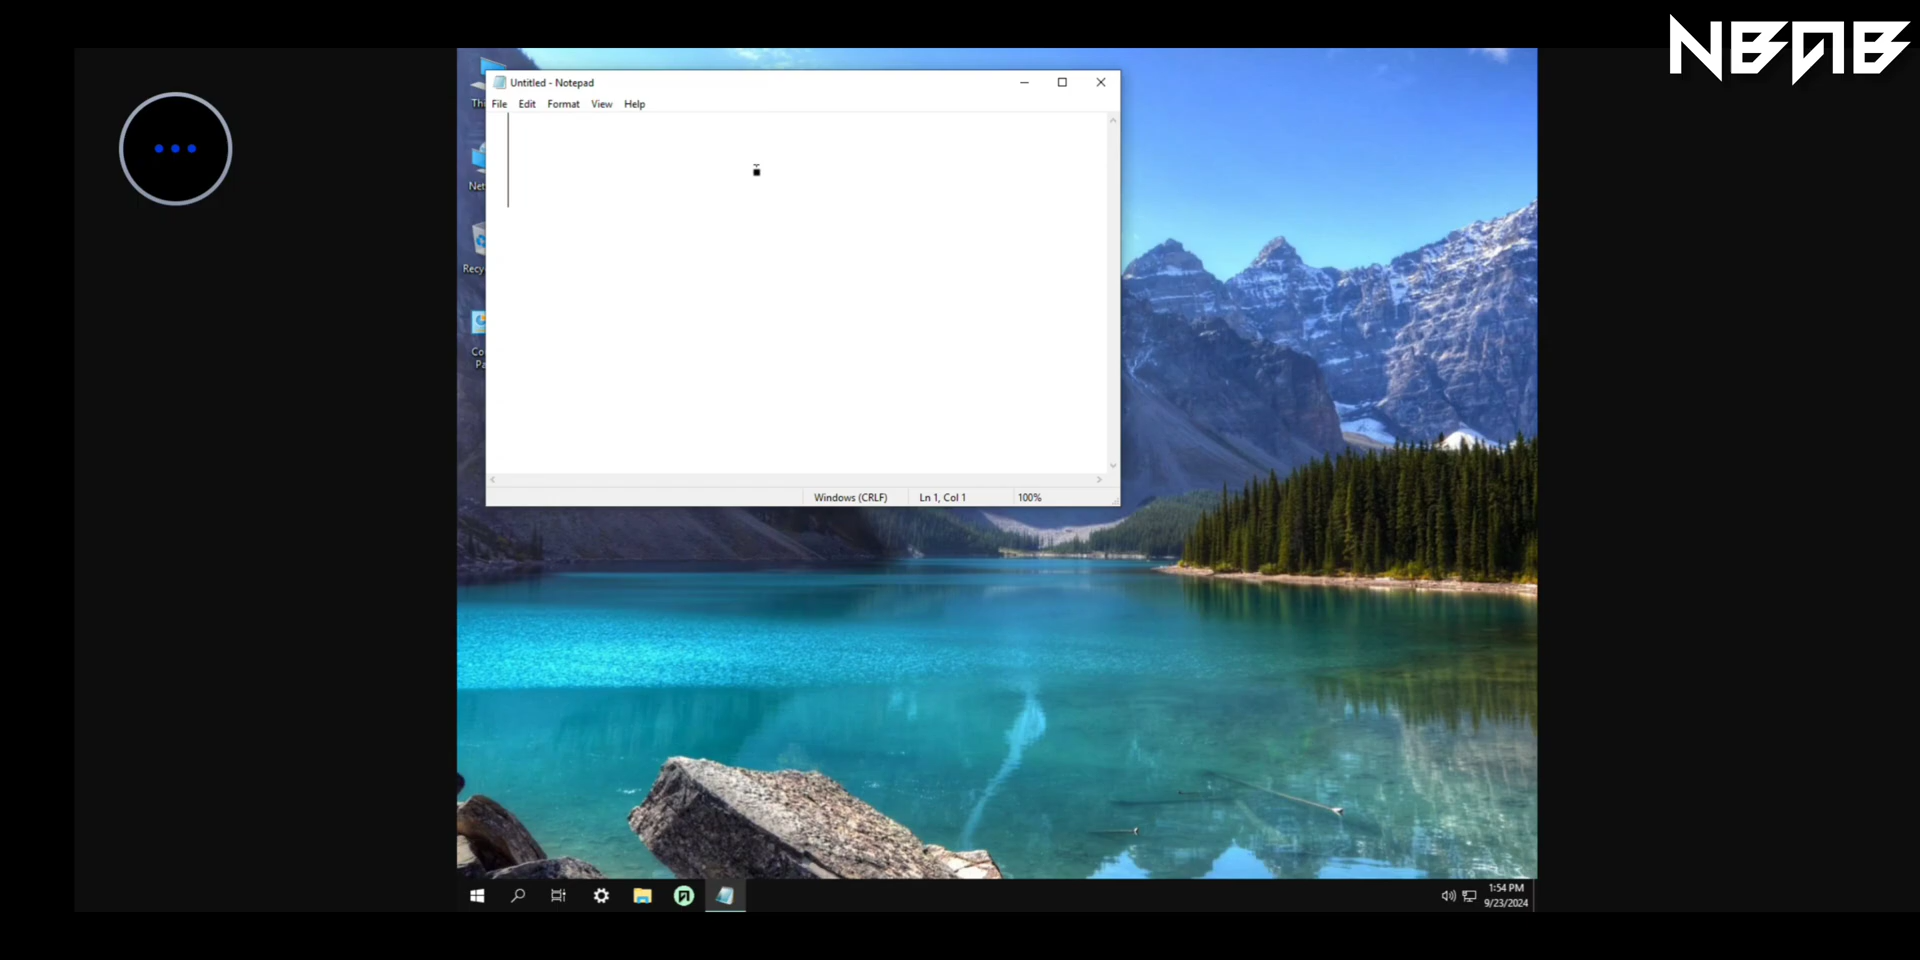 NBAB
Untitled - Notepad
File Edit Format View Help
Windows (CRLF) Ln 1, Col 1 100%
1:54 PM
9/23/2024